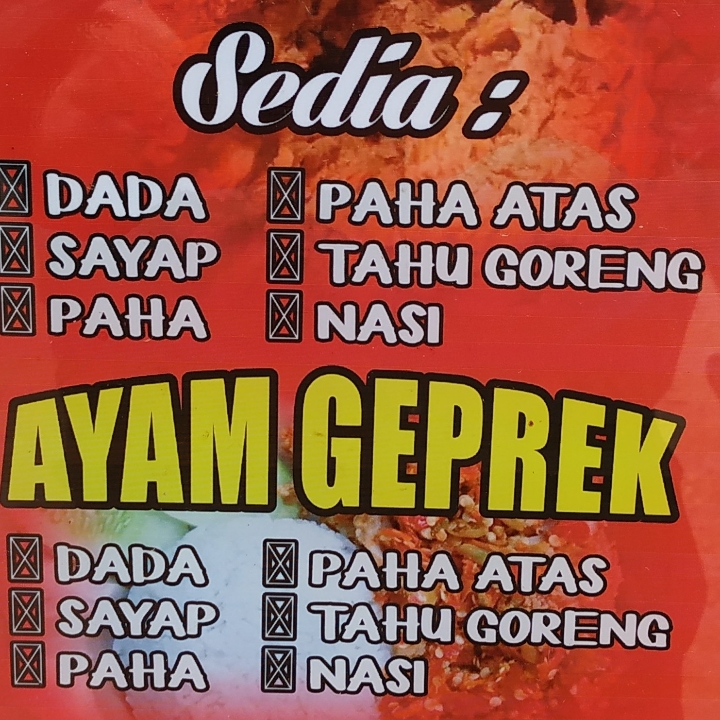 Sedia :
DADA PAHA ATAS
SAYAP TAHU GORENG
PAHA NASI
AYAM GEPREK
DADA PAHA ATAS
SAYAP TAHU GORENG
PAHA NASI